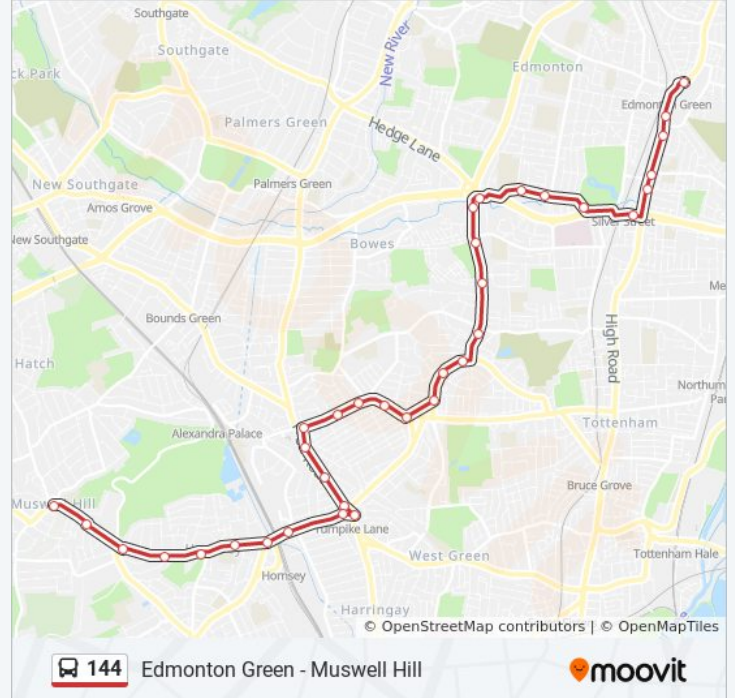 Southgate
Southgate
ck Park
New River
Edmonton
Edmon
n Green
Palmers Green
Hedge Lane
New Southgate
Palmers Green
Amos Grove
Silver Street
New Southgate
Bowes
Me
Bounds Green
High Road
Hatch
Northum
Pa
Tottenham
Alexandra Palace
Bruce Grove
Muswell Hill
Turnpike Lane
West Green
Tottenham Hale
Hornsey
Harringay
© OpenStreetMap contributors | © OpenMapTiles
144 Edmonton Green - Muswell Hill
moovit